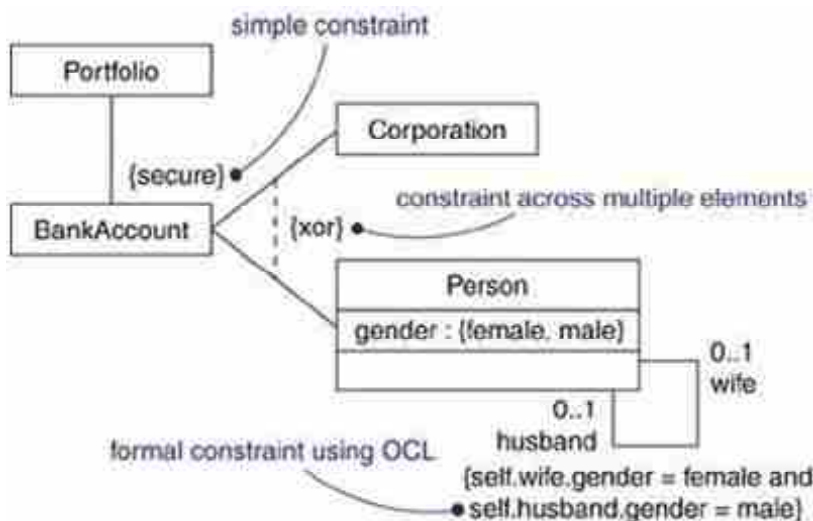 simple constraint
Portfolio
Corporation
{secure}
constraint across multiple elements
BankAccount
{xor}
Person
gender : {female, male}
0..1
wife
0..1
husband
formal constraint using OCL
{self.wife.gender = female and
self.husband.gender = male}